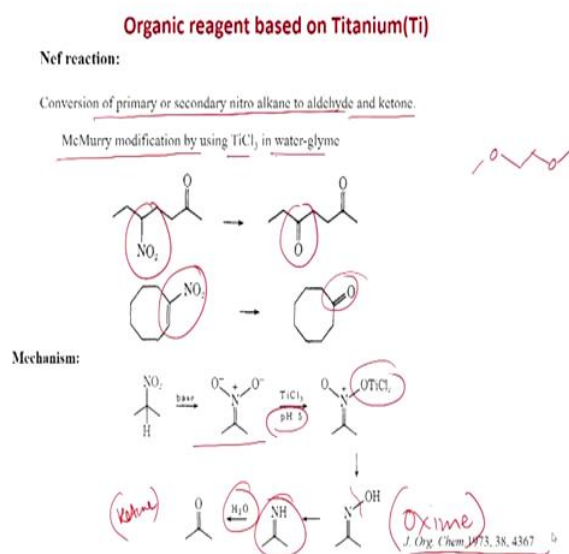 Organic reagent based on Titanium(Ti)
Nef reaction:
Conversion of primary or secondary nitro alkane to aldehyde and ketone.
McMurry modification by using TiCl₃ in water-glyme
O
O
O O
NO₂
O
NO₂
O
Mechanism:
NO₂
H
base
O⁻ O⁻
N⁺
TiCl₃
pH 5
O OTiCl₂
N⁺
(Ketone)
O
H₂O
NH
OH
N
(Oxime)
J. Org. Chem 1973, 38, 4367